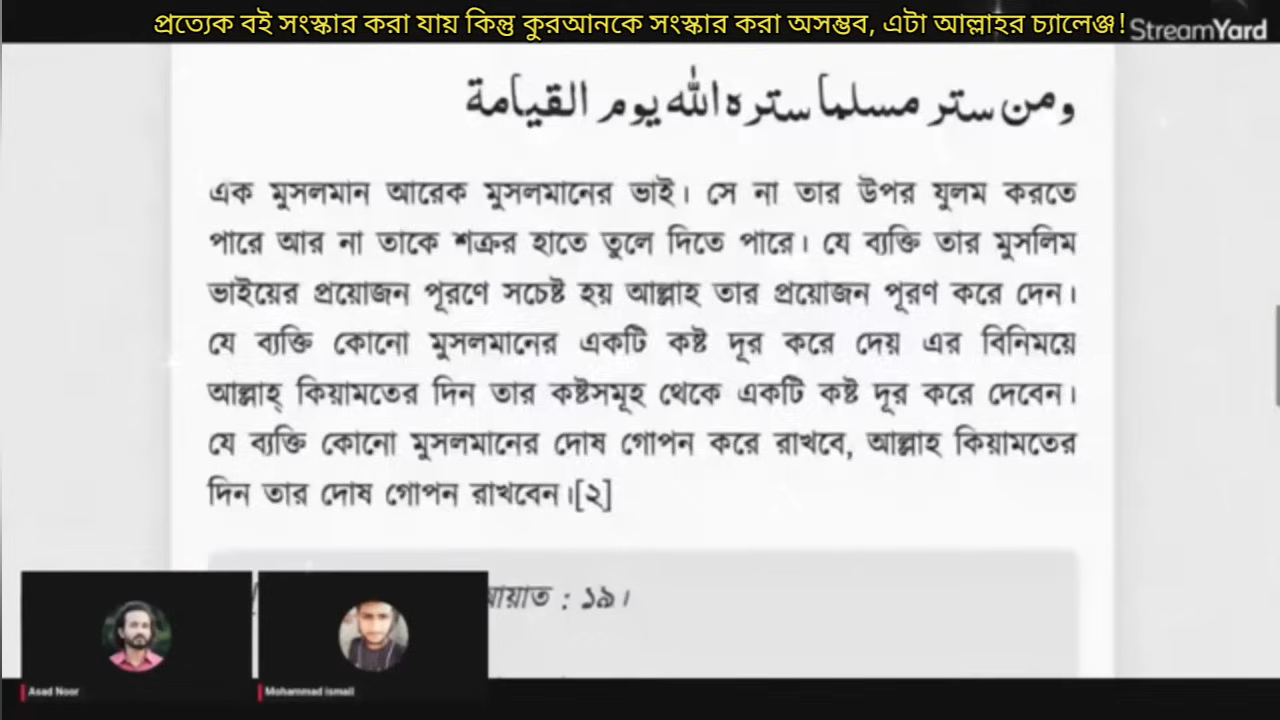 প্রত্যেক বই সংস্কার করা যায় কিন্তু কুরআনকে সংস্কার করা অসম্ভব, এটা আল্লাহর চ্যালেঞ্জ!
StreamYard
ومن ستر مسلما ستره الله يوم القيامة
এক মুসলমান আরেক মুসলমানের ভাই। সে না তার উপর যুলম করতে
পারে আর না তাকে শত্রুর হাতে তুলে দিতে পারে। যে ব্যক্তি তার মুসলিম
ভাইয়ের প্রয়োজন পূরণে সচেষ্ট হয় আল্লাহ তার প্রয়োজন পূরণ করে দেন।
যে ব্যক্তি কোনো মুসলমানের একটি কষ্ট দূর করে দেয় এর বিনিময়ে
আল্লাহ্ কিয়ামতের দিন তার কষ্টসমূহ থেকে একটি কষ্ট দূর করে দেবেন।
যে ব্যক্তি কোনো মুসলমানের দোষ গোপন করে রাখবে, আল্লাহ কিয়ামতের
দিন তার দোষ গোপন রাখবেন।[২]
: ১৯।
Asad Noor
Mohammad ismail